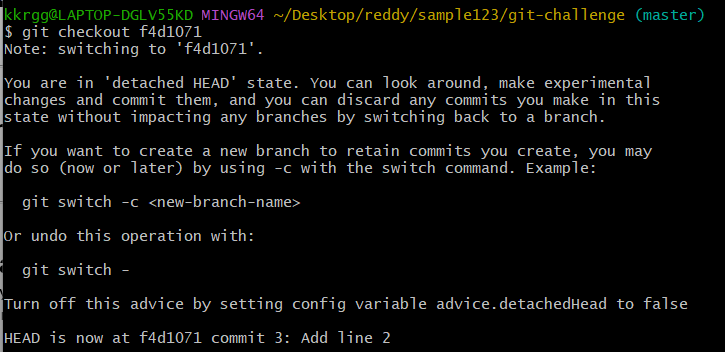 kkrgg@LAPTOP-DGLV55KD MINGW64 ~/Desktop/reddy/sample123/git-challenge (master)
$ git checkout f4d1071
Note: switching to 'f4d1071'.
You are in 'detached HEAD' state. You can look around, make experimental
changes and commit them, and you can discard any commits you make in this
state without impacting any branches by switching back to a branch.
If you want to create a new branch to retain commits you create, you may
do so (now or later) by using -c with the switch command. Example:
git switch -c <new-branch-name>
Or undo this operation with:
git switch -
Turn off this advice by setting config variable advice.detachedHead to false
HEAD is now at f4d1071 commit 3: Add line 2